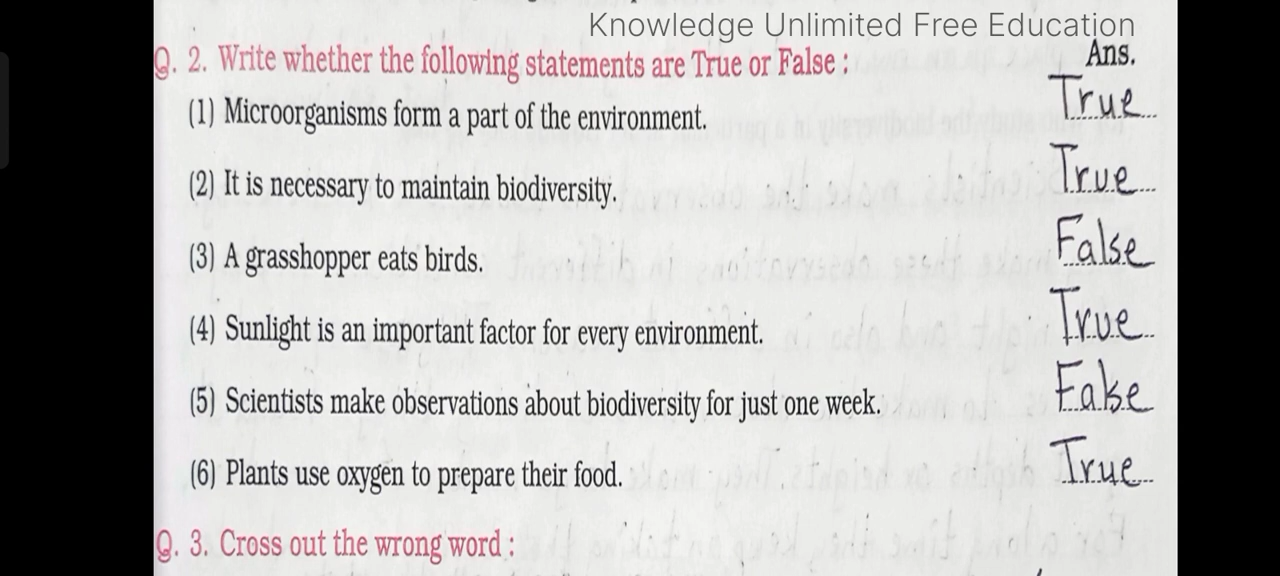 Knowledge Unlimited Free Education
Q. 2. Write whether the following statements are True or False : Ans.
(1) Microorganisms form a part of the environment. True
(2) It is necessary to maintain biodiversity. True
(3) A grasshopper eats birds. False
(4) Sunlight is an important factor for every environment. True
(5) Scientists make observations about biodiversity for just one week. False
(6) Plants use oxygen to prepare their food. True
Q. 3. Cross out the wrong word :